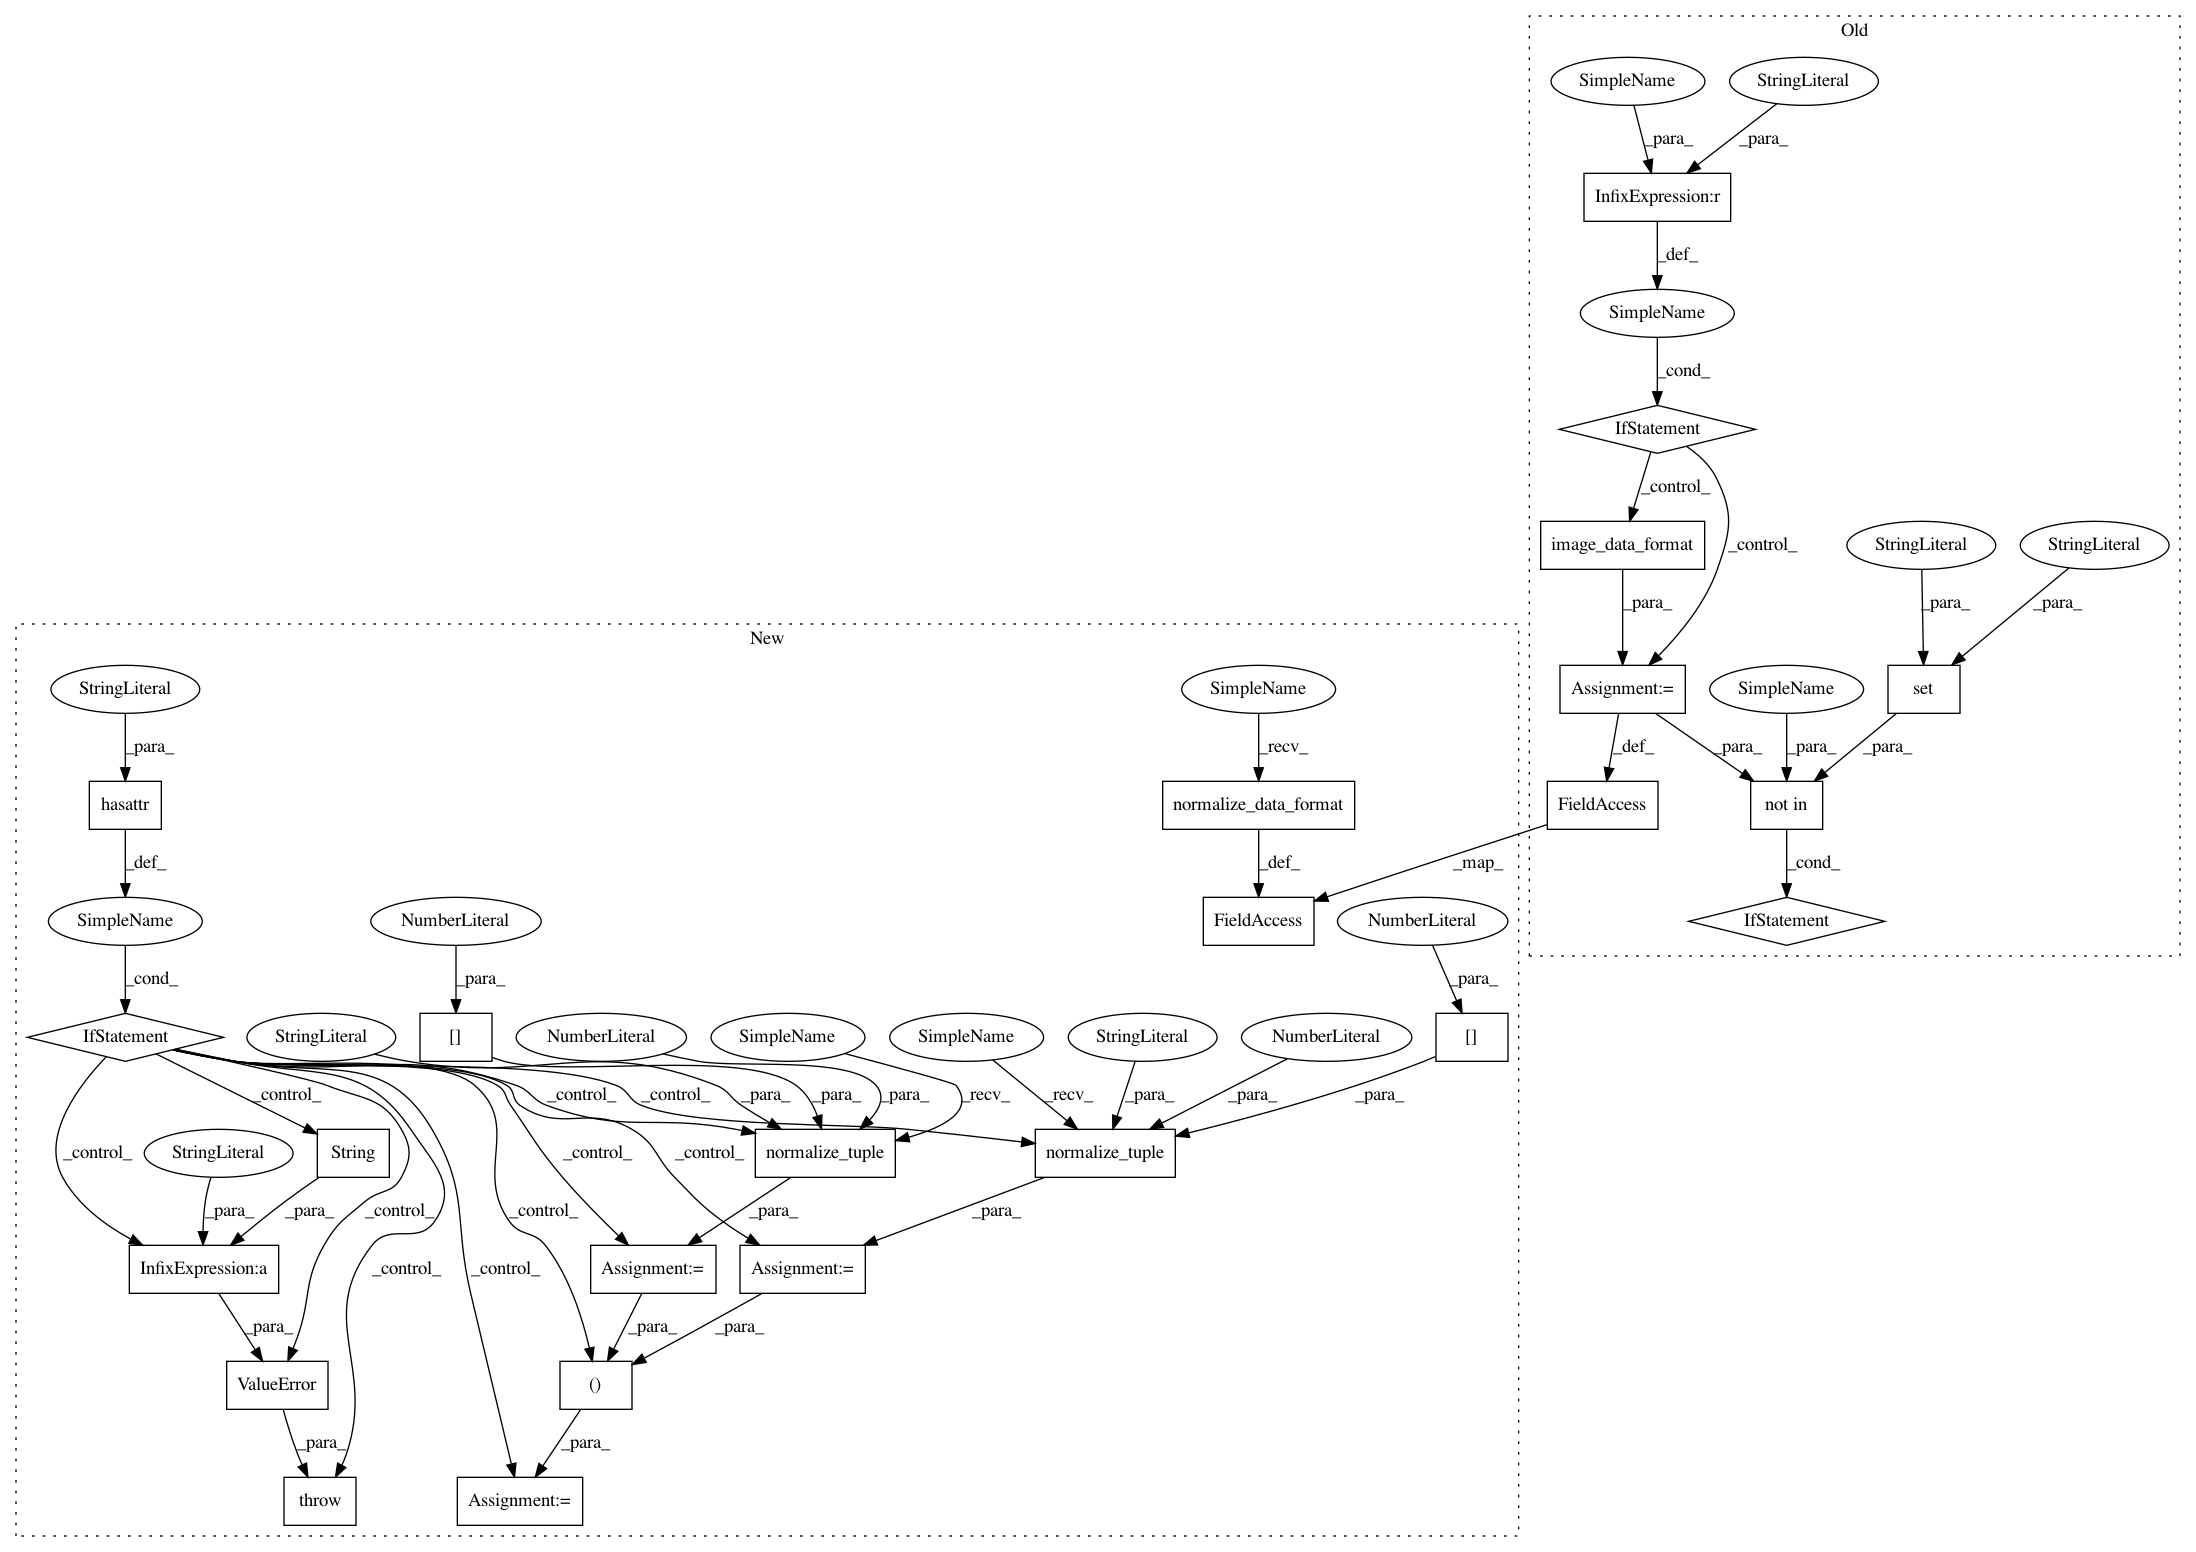 Old
SimpleName
StringLiteral
_para_
_para_
InfixExpression:r
_def_
SimpleName
_cond_
IfStatement
_control_
image_data_format
StringLiteral
StringLiteral
_control_
_para_
_para_
_para_
New
StringLiteral
SimpleName
Assignment:=
SimpleName
set
_para_
_recv_
_def_
_para_
_para_
_para_
hasattr
normalize_data_format
FieldAccess
not in
_def_
_def_
_map_
_cond_
SimpleName
NumberLiteral
FieldAccess
NumberLiteral
IfStatement
_cond_
_para_
_para_
IfStatement
StringLiteral
[]
NumberLiteral
SimpleName
SimpleName
StringLiteral
NumberLiteral
[]
_control_
_control_
_control_
_para_
_para_
_para_
_recv_
_recv_
_para_
_para_
_para_
_control_
StringLiteral
String
_control_
_control_
normalize_tuple
normalize_tuple
_para_
_para_
_control_
_control_
_para_
_para_
InfixExpression:a
_control_
_control_
Assignment:=
Assignment:=
_para_
_para_
_para_
ValueError
()
_para_
_para_
throw
Assignment:=